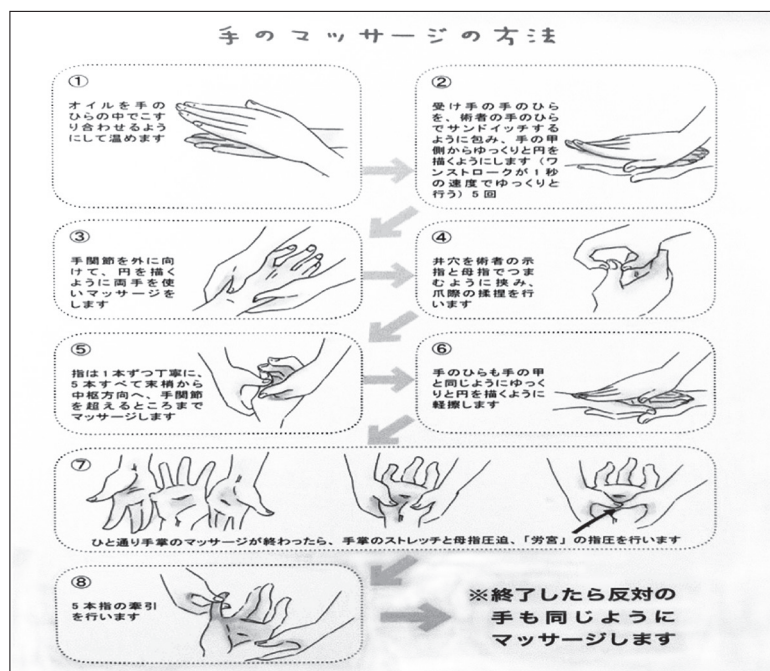 手のマッサージの方法
①
オイルを手の
ひらの中でこす
り合わせるよう
にして温めます
②
受け手の手のひら
を、術者の手のひら
でサンドイッチする
ように包み、手の甲
側からゆっくりと円を
描くようにします（ワ
ンストロークが1秒
の速度でゆっくりと
行う）5回
③
手関節を外に向
けて、円を描く
ように両手を使
いマッサージを
します
④
井穴を術者の示
指と母指でつま
むように挟み、
爪際の揉捏を行
います
⑤
指は1本ずつ丁寧に、
5本すべて末梢から
中枢方向へ、手関節
を超えるところまで
マッサージします
⑥
手のひらも手の甲
と同じようにゆっく
りと円を描くように
軽擦します
⑦
ひと通り手掌のマッサージが終わったら、手掌のストレッチと母指圧迫、「労宮」の指圧を行います
⑧
5本指の牽引
を行います
※終了したら反対の
手も同じように
マッサージします